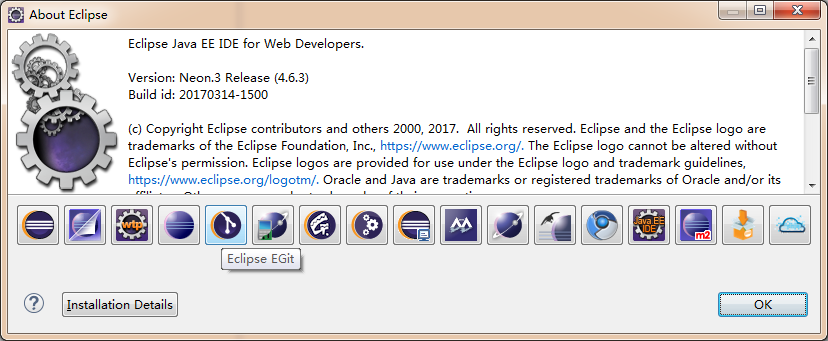 About Eclipse
Eclipse Java EE IDE for Web Developers.
Version: Neon.3 Release (4.6.3)
Build id: 20170314-1500
(c) Copyright Eclipse contributors and others 2000, 2017.  All rights reserved. Eclipse and the Eclipse logo are
trademarks of the Eclipse Foundation, Inc., https://www.eclipse.org/. The Eclipse logo cannot be altered without
Eclipse's permission. Eclipse logos are provided for use under the Eclipse logo and trademark guidelines,
https://www.eclipse.org/logotm/. Oracle and Java are trademarks or registered trademarks of Oracle and/or its
wtp
Java EE
IDE
m2
Eclipse EGit
?
Installation Details
OK